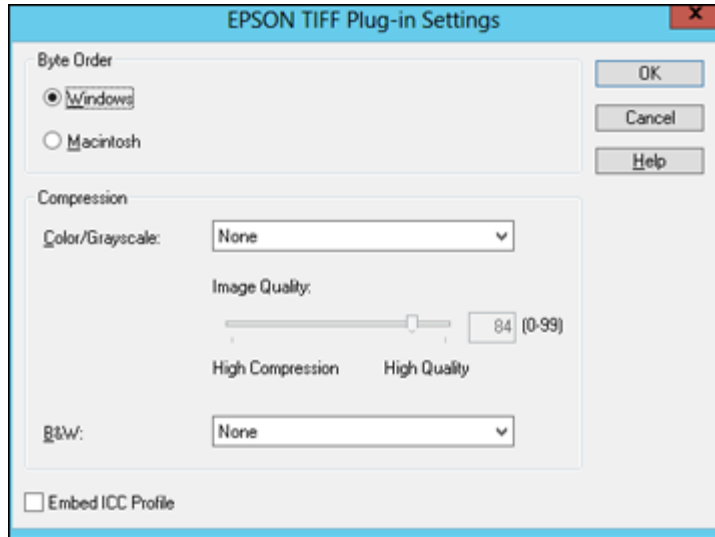 EPSON TIFF Plug-in Settings
x
Byte Order
Windows
Macintosh
OK
Cancel
Help
Compression
Color/Grayscale:
None
Image Quality:
84 (0-99)
High Compression High Quality
B&W:
None
Embed ICC Profile